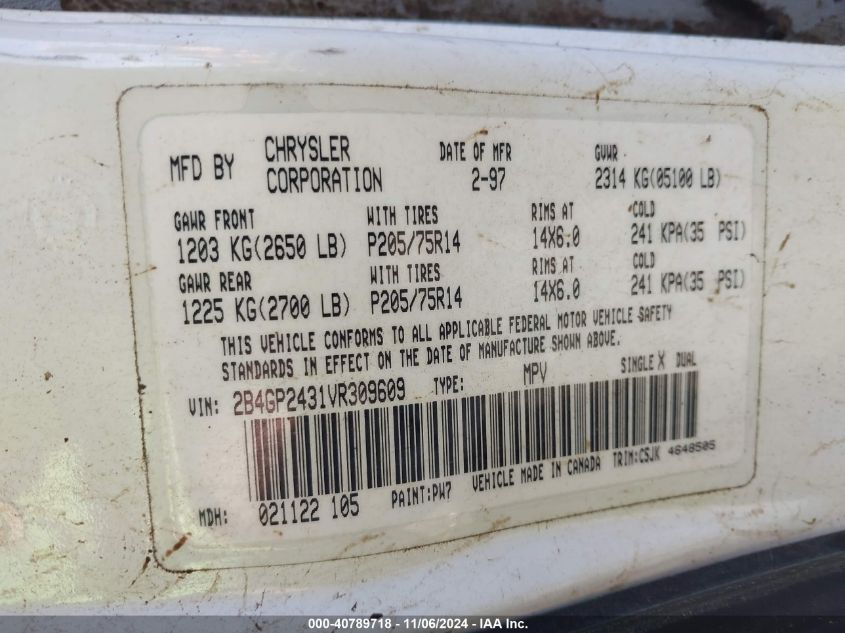 MFD BY CHRYSLER CORPORATION DATE OF MFR 2-97 GVWR 2314 KG(05100 LB)
GAWR FRONT WITH TIRES RIMS AT COLD
1203 KG(2650 LB) P205/75R14 14X6.0 241 KPA(35 PSI)
GAWR REAR WITH TIRES RIMS AT COLD
1225 KG(2700 LB) P205/75R14 14X6.0 241 KPA(35 PSI)
THIS VEHICLE CONFORMS TO ALL APPLICABLE FEDERAL MOTOR VEHICLE SAFETY
STANDARDS IN EFFECT ON THE DATE OF MANUFACTURE SHOWN ABOVE.
VIN: 2B4GP2431VR309609 TYPE: MPV SINGLE X DUAL
MDH: 021122 105 PAINT:PW7 VEHICLE MADE IN CANADA TRIM:CSJK 4648505
000-40789718 - 11/06/2024 - IAA Inc.